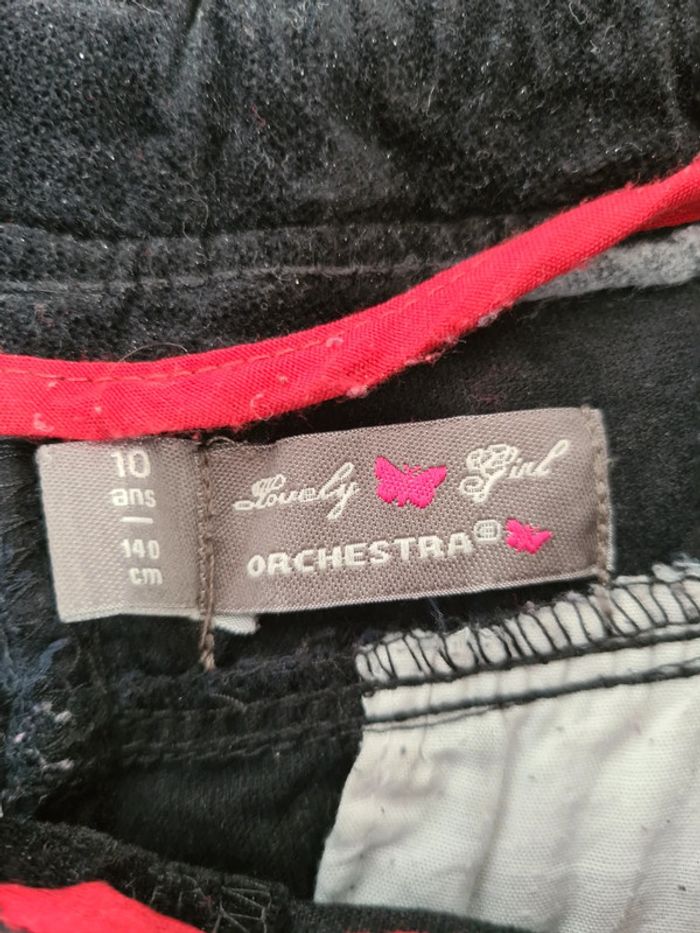 10
ans
140
cm
Lovely Girl
ORCHESTRA®